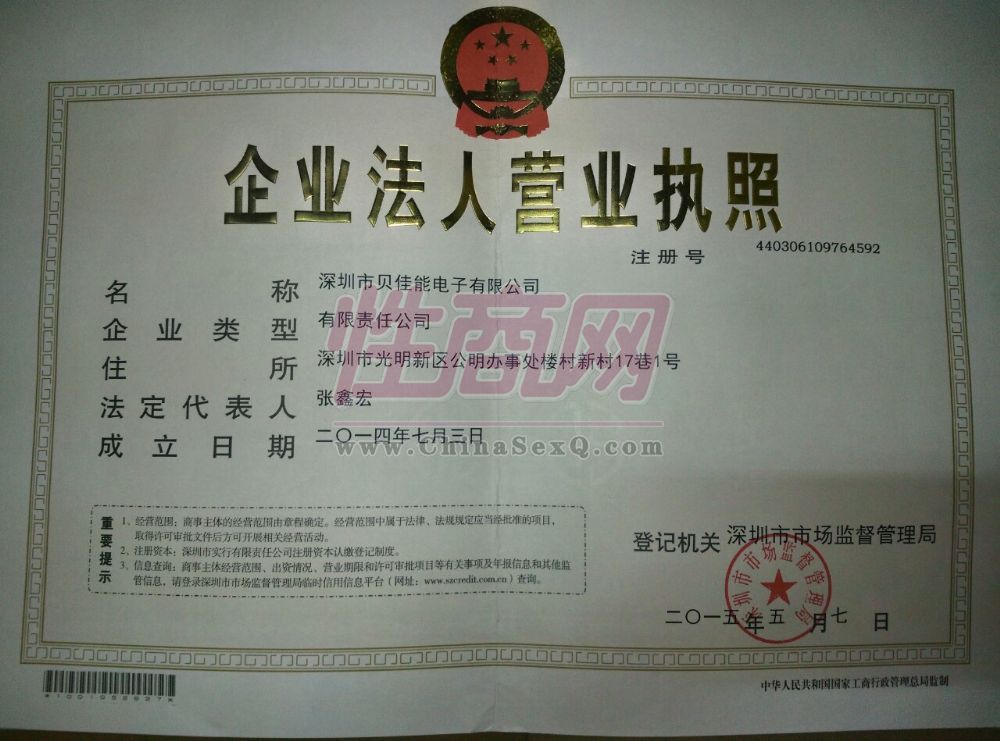 企业法人营业执照
注册号 440306109764592
名称 深圳市贝佳能电子有限公司
企业类型 有限责任公司
住所 深圳市光明新区公明办事处楼村新村17巷1号
法定代表人 张鑫宏
成立日期 二〇一四年七月三日
性商网
www.ChinaSexQ.com
重要提示
1、经营范围：商事主体的经营范围由章程确定。经营范围中属于法律、法规规定应当经批准的项目，
取得许可审批文件后方可开展相关经营活动。
2、注册资本：深圳市实行有限责任公司注册资本认缴登记制度。
3、信息查询：商事主体经营范围、出资情况、营业期限和许可审批项目等有关事项及年报信息和其他监
管信息，请登录深圳市市场监督管理局临时信用信息平台（网址：www.szcredit.com.cn）查询。
登记机关 深圳市市场监督管理局
深圳市市场监督管理局
二〇一五年五月七日
中华人民共和国国家工商行政管理总局监制